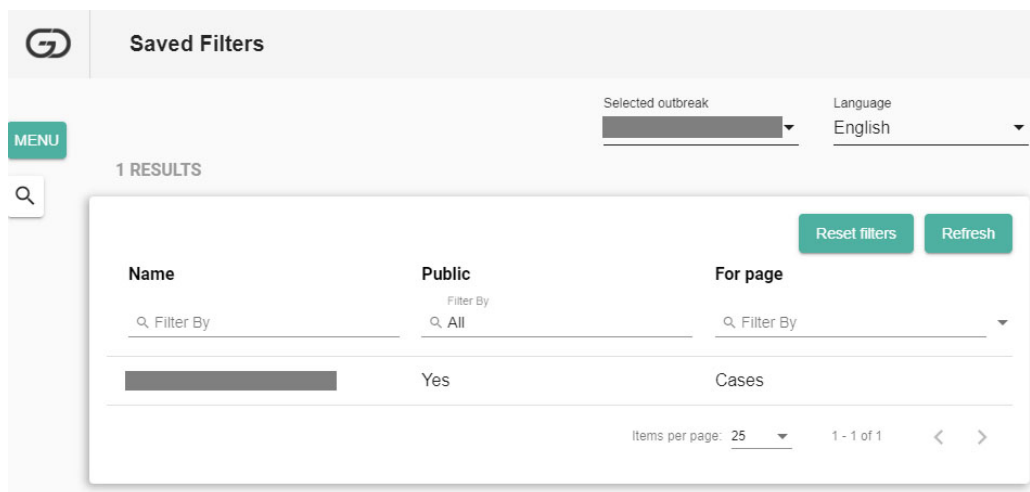 Saved Filters
Selected outbreak
Language
English
MENU
1 RESULTS
Reset filters Refresh
Name Public For page
Filter By
Filter By All Filter By
Yes Cases
Items per page: 25 1 - 1 of 1